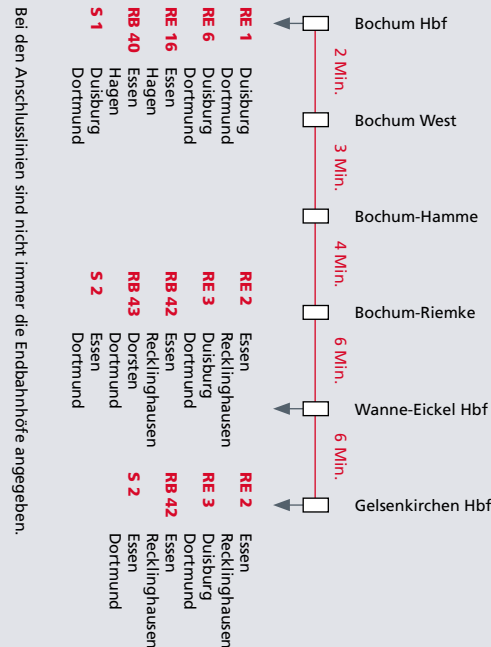 Bochum Hbf
2 Min.
Bochum West
3 Min.
Bochum-Hamme
4 Min.
Bochum-Riemke
6 Min.
Wanne-Eickel Hbf
6 Min.
Gelsenkirchen Hbf
RE 1 Duisburg
Dortmund
RE 6 Duisburg
Dortmund
RE 16 Essen
Hagen
RB 40 Essen
Hagen
S 1 Duisburg
Dortmund
RE 2 Essen
Recklinghausen
RE 3 Duisburg
Dortmund
RB 42 Essen
Recklinghausen
RB 43 Dorsten
Dortmund
S 2 Essen
Dortmund
RE 2 Essen
Recklinghausen
RE 3 Duisburg
Dortmund
RB 42 Essen
Recklinghausen
S 2 Essen
Dortmund
Bei den Anschlusslinien sind nicht immer die Endbahnhöfe angegeben.